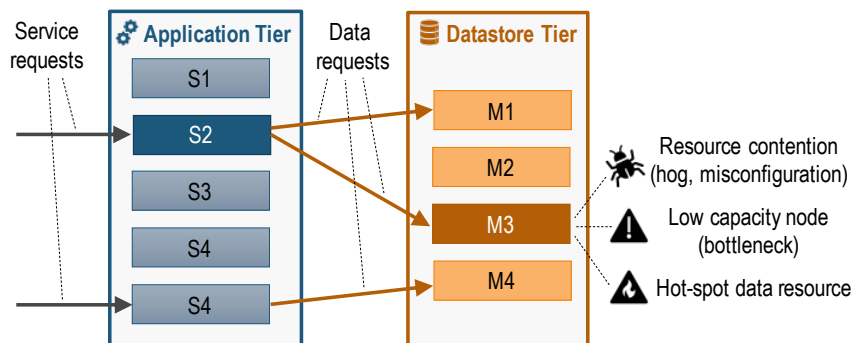 Service
requests
Application Tier
S1
S2
S3
S4
S4
Data
requests
Datastore Tier
M1
M2
M3
M4
Resource contention
(hog, misconfiguration)
Low capacity node
(bottleneck)
Hot-spot data resource